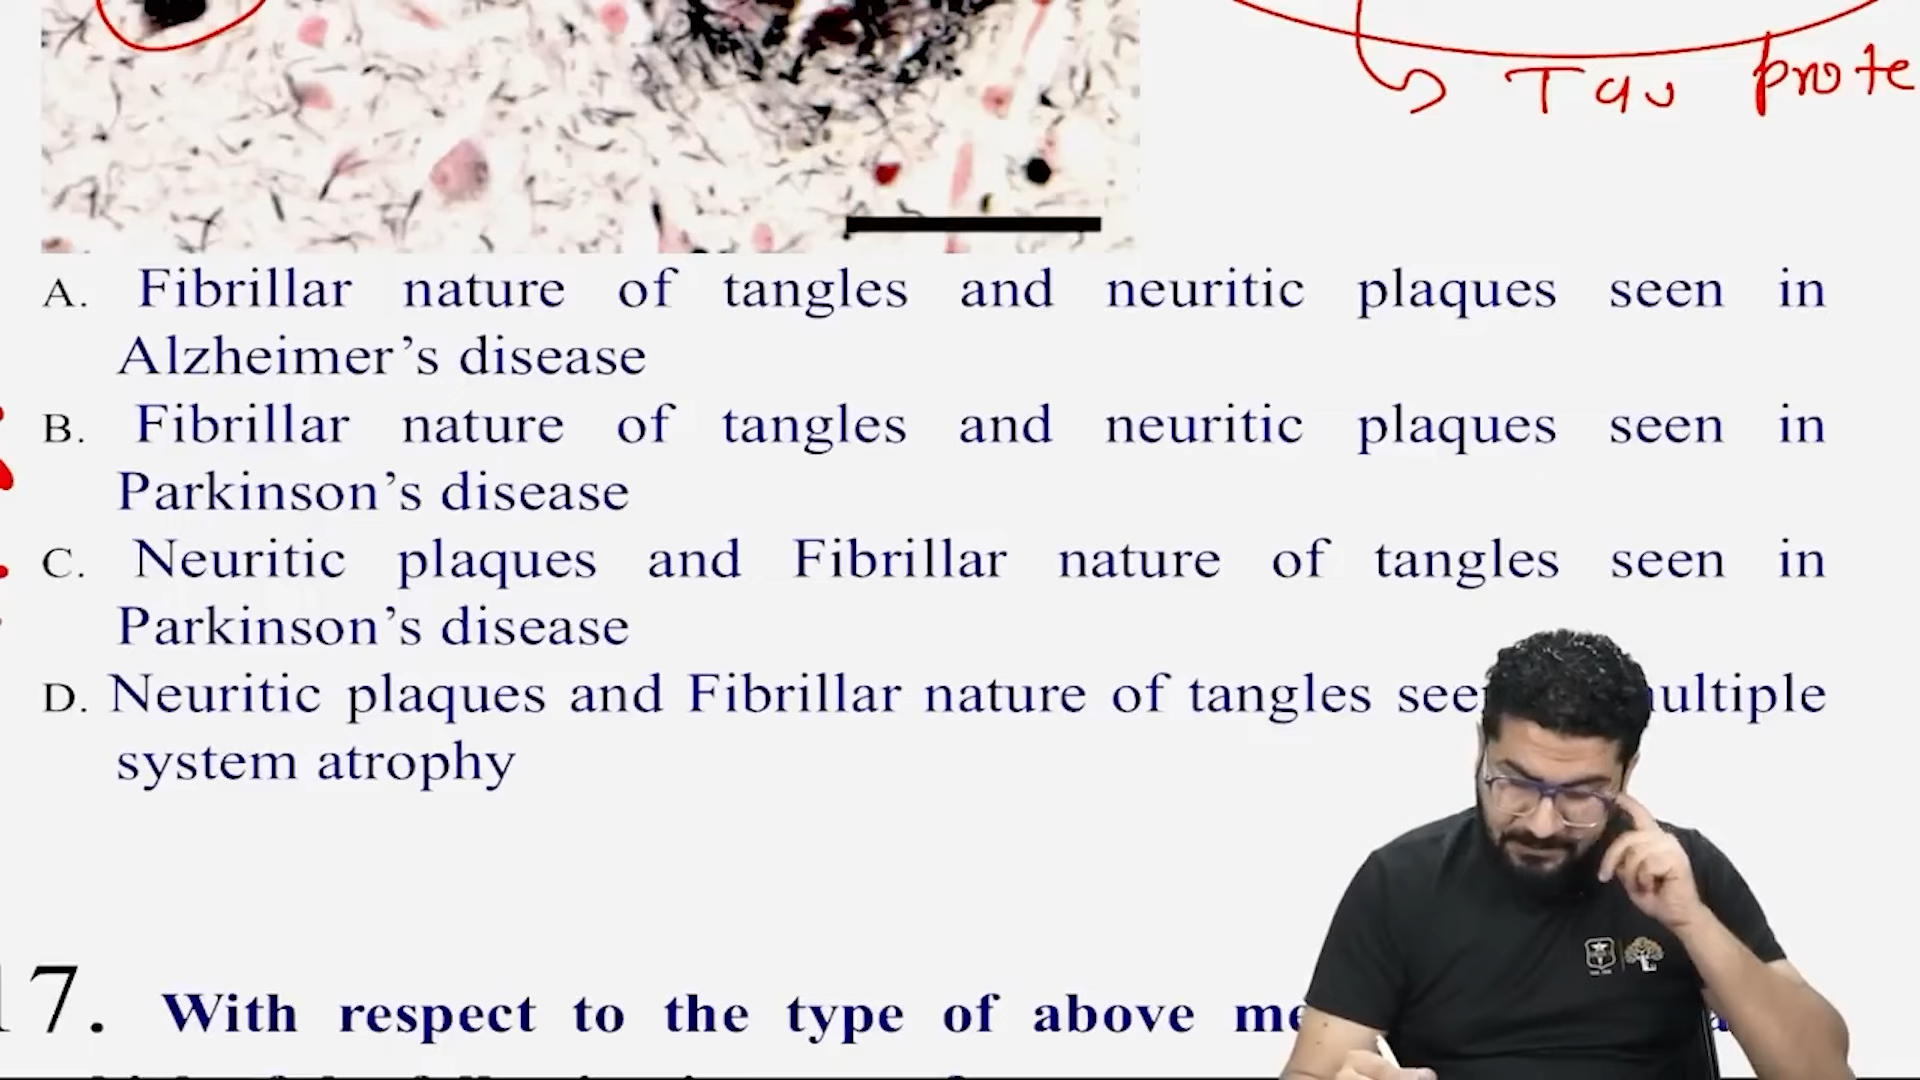 Tau prote
A. Fibrillar nature of tangles and neuritic plaques seen in
Alzheimer’s disease
B. Fibrillar nature of tangles and neuritic plaques seen in
Parkinson’s disease
C. Neuritic plaques and Fibrillar nature of tangles seen in
Parkinson’s disease
D. Neuritic plaques and Fibrillar nature of tangles see ultiple
system atrophy
17. With respect to the type of above me